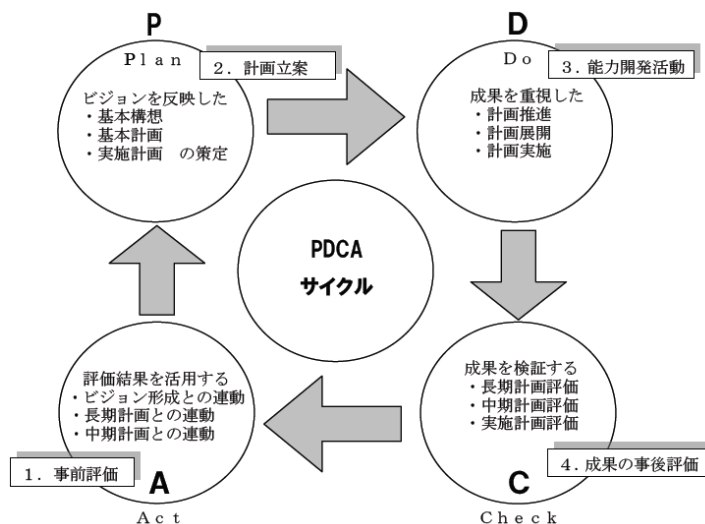 P
Plan
2．計画立案
ビジョンを反映した
・基本構想
・基本計画
・実施計画　の策定
D
Do
3．能力開発活動
成果を重視した
・計画推進
・計画展開
・計画実施
PDCA
サイクル
評価結果を活用する
・ビジョン形成との連動
・長期計画との連動
・中期計画との連動
1．事前評価
A
Act
成果を検証する
・長期計画評価
・中期計画評価
・実施計画評価
4．成果の事後評価
C
Check